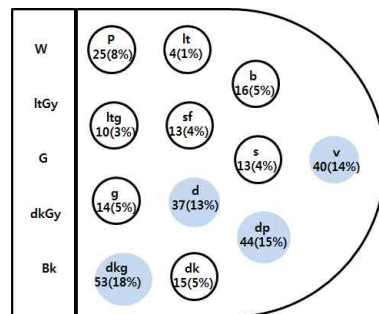 W
ltGy
G
dkGy
Bk
P
25(8%)
lt
4(1%)
b
16(5%)
ltg
10(3%)
sf
13(4%)
s
13(4%)
v
40(14%)
g
14(5%)
d
37(13%)
dp
44(15%)
dkg
53(18%)
dk
15(5%)